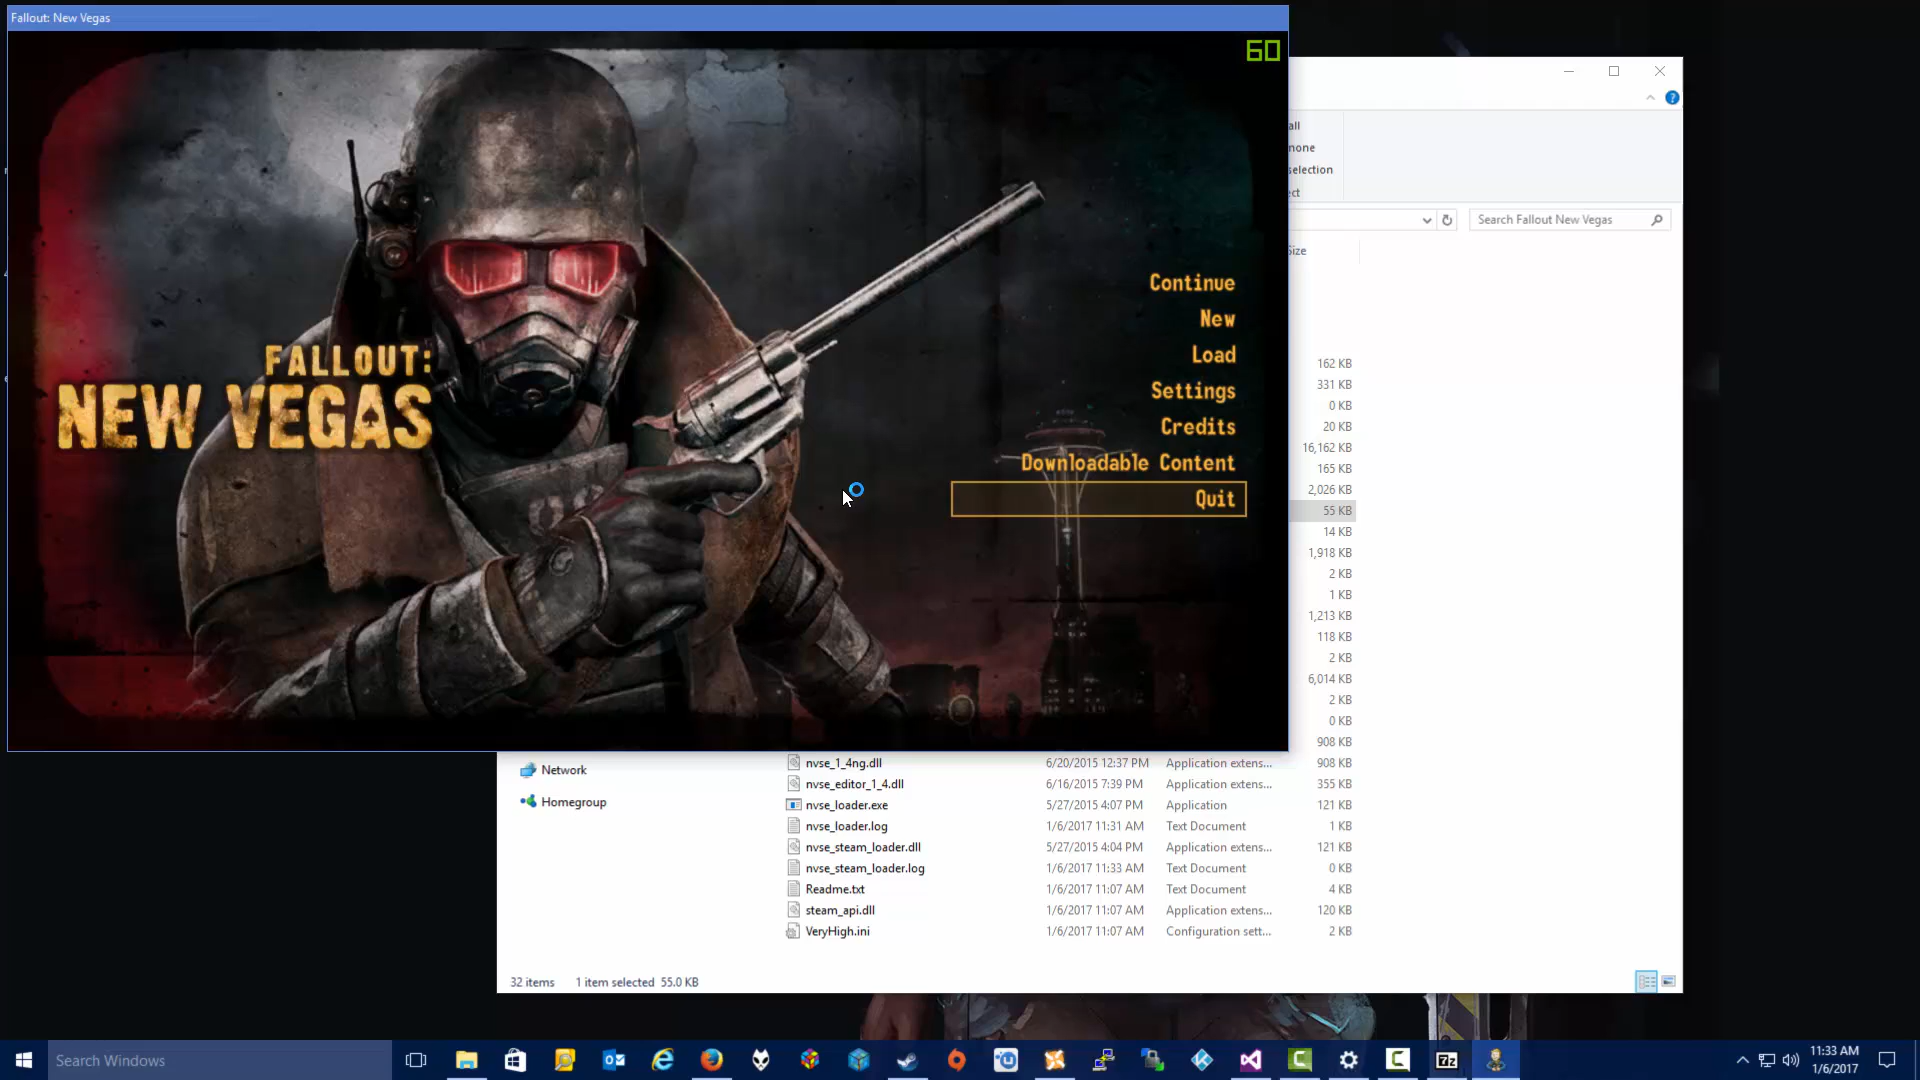 Fallout: New Vegas
60
FALLOUT:
NEW VEGAS
Continue
New
Load
Settings
Credits
Downloadable Content
Quit
all
none
selection
ect
Search Fallout New Vegas
Size
162 KB
331 KB
0 KB
20 KB
16,162 KB
165 KB
2,026 KB
55 KB
14 KB
1,918 KB
2 KB
1 KB
1,213 KB
118 KB
2 KB
6,014 KB
2 KB
0 KB
908 KB
Network
Homegroup
nvse_1_4ng.dll 6/20/2015 12:37 PM Application extens... 908 KB
nvse_editor_1_4.dll 6/16/2015 7:39 PM Application extens... 355 KB
nvse_loader.exe 5/27/2015 4:07 PM Application 121 KB
nvse_loader.log 1/6/2017 11:31 AM Text Document 1 KB
nvse_steam_loader.dll 5/27/2015 4:04 PM Application extens... 121 KB
nvse_steam_loader.log 1/6/2017 11:33 AM Text Document 0 KB
Readme.txt 1/6/2017 11:07 AM Text Document 4 KB
steam_api.dll 1/6/2017 11:07 AM Application extens... 120 KB
VeryHigh.ini 1/6/2017 11:07 AM Configuration sett... 2 KB
32 items 1 item selected 55.0 KB
Search Windows
7z
11:33 AM
1/6/2017